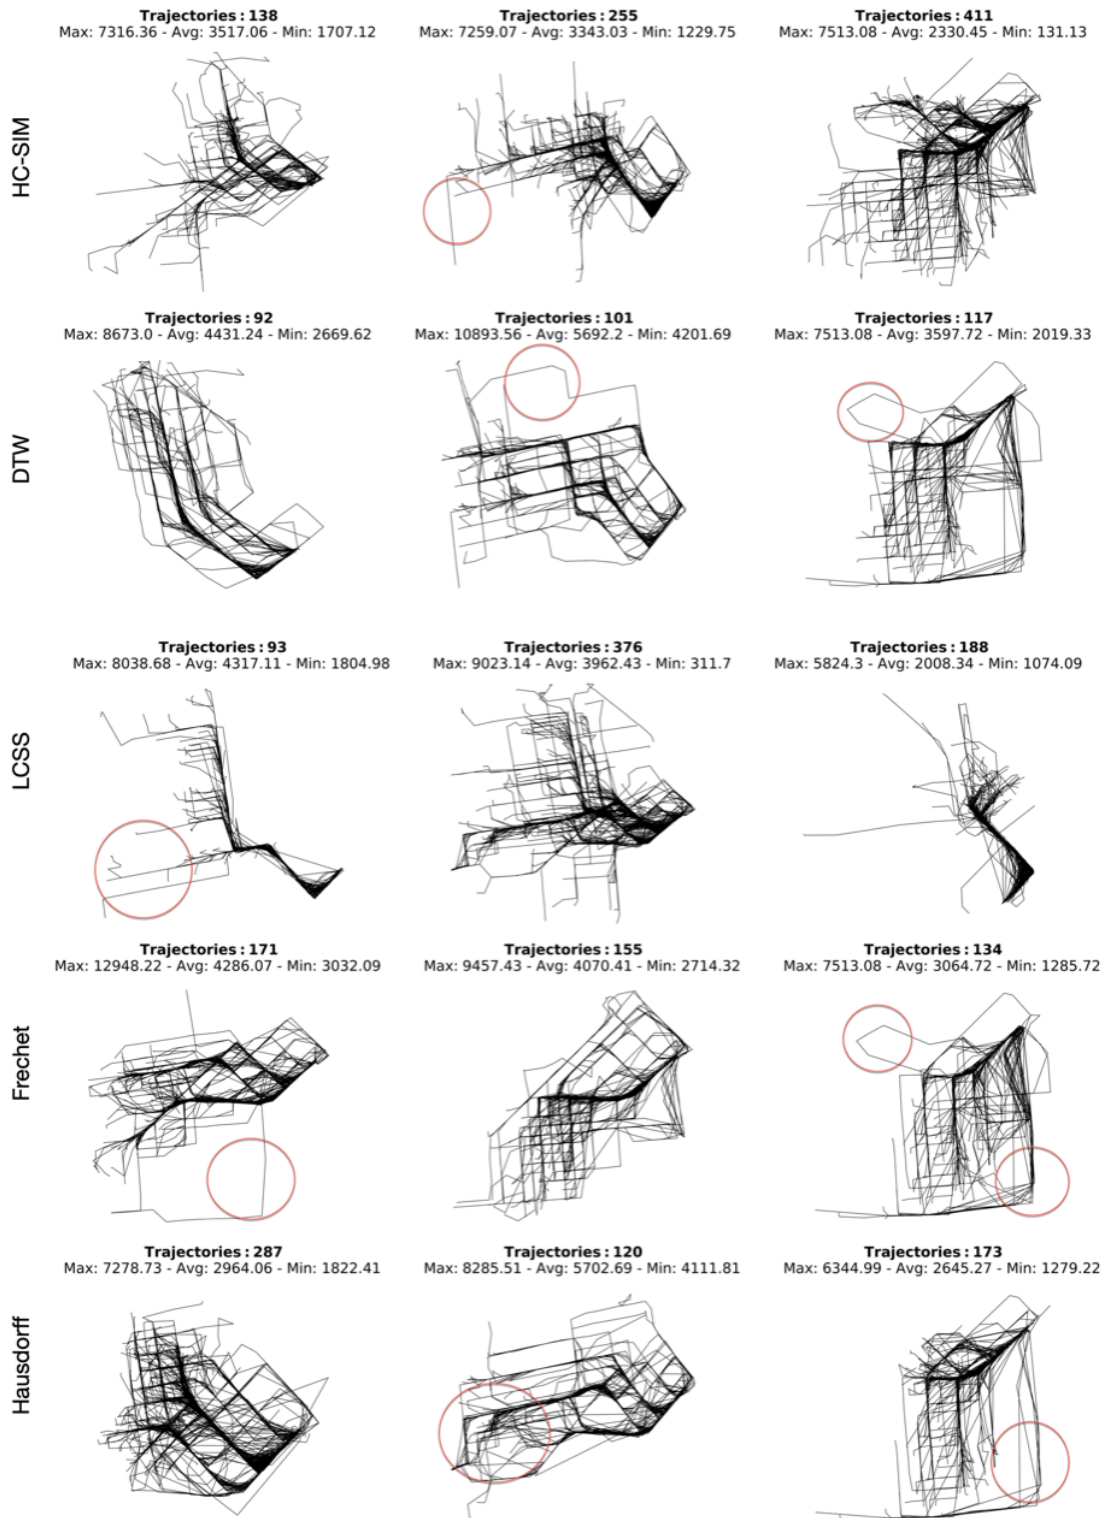 Trajectories: 138
Max: 7316.36 - Avg: 3517.06 - Min: 1707.12
Trajectories: 255
Max: 7259.07 - Avg: 3343.03 - Min: 1229.75
Trajectories: 411
Max: 7513.08 - Avg: 2330.45 - Min: 131.13
HC-SIM
Trajectories: 92
Max: 8673.0 - Avg: 4431.24 - Min: 2669.62
Trajectories: 101
Max: 10893.56 - Avg: 5692.2 - Min: 4201.69
Trajectories: 117
Max: 7513.08 - Avg: 3597.72 - Min: 2019.33
DTW
Trajectories: 93
Max: 8038.68 - Avg: 4317.11 - Min: 1804.98
Trajectories: 376
Max: 9023.14 - Avg: 3962.43 - Min: 311.7
Trajectories: 188
Max: 5824.3 - Avg: 2008.34 - Min: 1074.09
LCSS
Trajectories: 171
Max: 12948.22 - Avg: 4286.07 - Min: 3032.09
Trajectories: 155
Max: 9457.43 - Avg: 4070.41 - Min: 2714.32
Trajectories: 134
Max: 7513.08 - Avg: 3064.72 - Min: 1285.72
Frechet
Trajectories: 287
Max: 7278.73 - Avg: 2964.06 - Min: 1822.41
Trajectories: 120
Max: 8285.51 - Avg: 5702.69 - Min: 4111.81
Trajectories: 173
Max: 6344.99 - Avg: 2645.27 - Min: 1279.22
Hausdorff